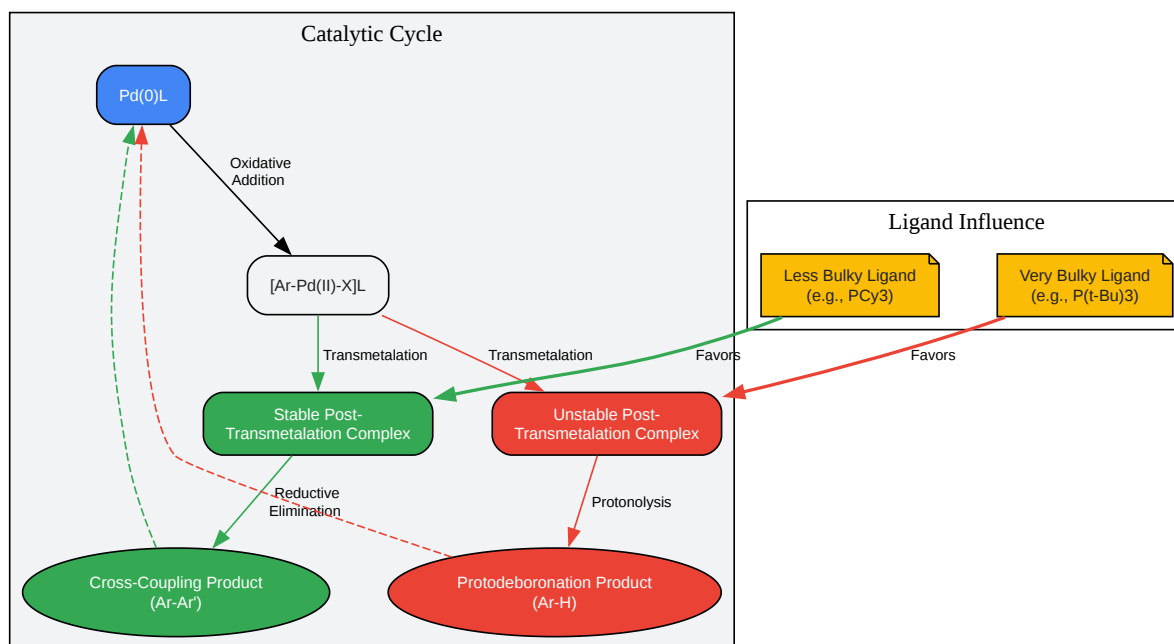 Catalytic Cycle
Pd(0)L
Oxidative
Addition
Ligand Influence
Less Bulky Ligand
(e.g., PCy3)
Very Bulky Ligand
(e.g., P(t-Bu)3)
[Ar-Pd(II)-X]L
Transmetalation
Transmetalation
Favors
Favors
Stable Post-
Transmetalation Complex
Unstable Post-
Transmetalation Complex
Reductive
Elimination
Protonolysis
Cross-Coupling Product
(Ar-Ar')
Protodeboronation Product
(Ar-H)